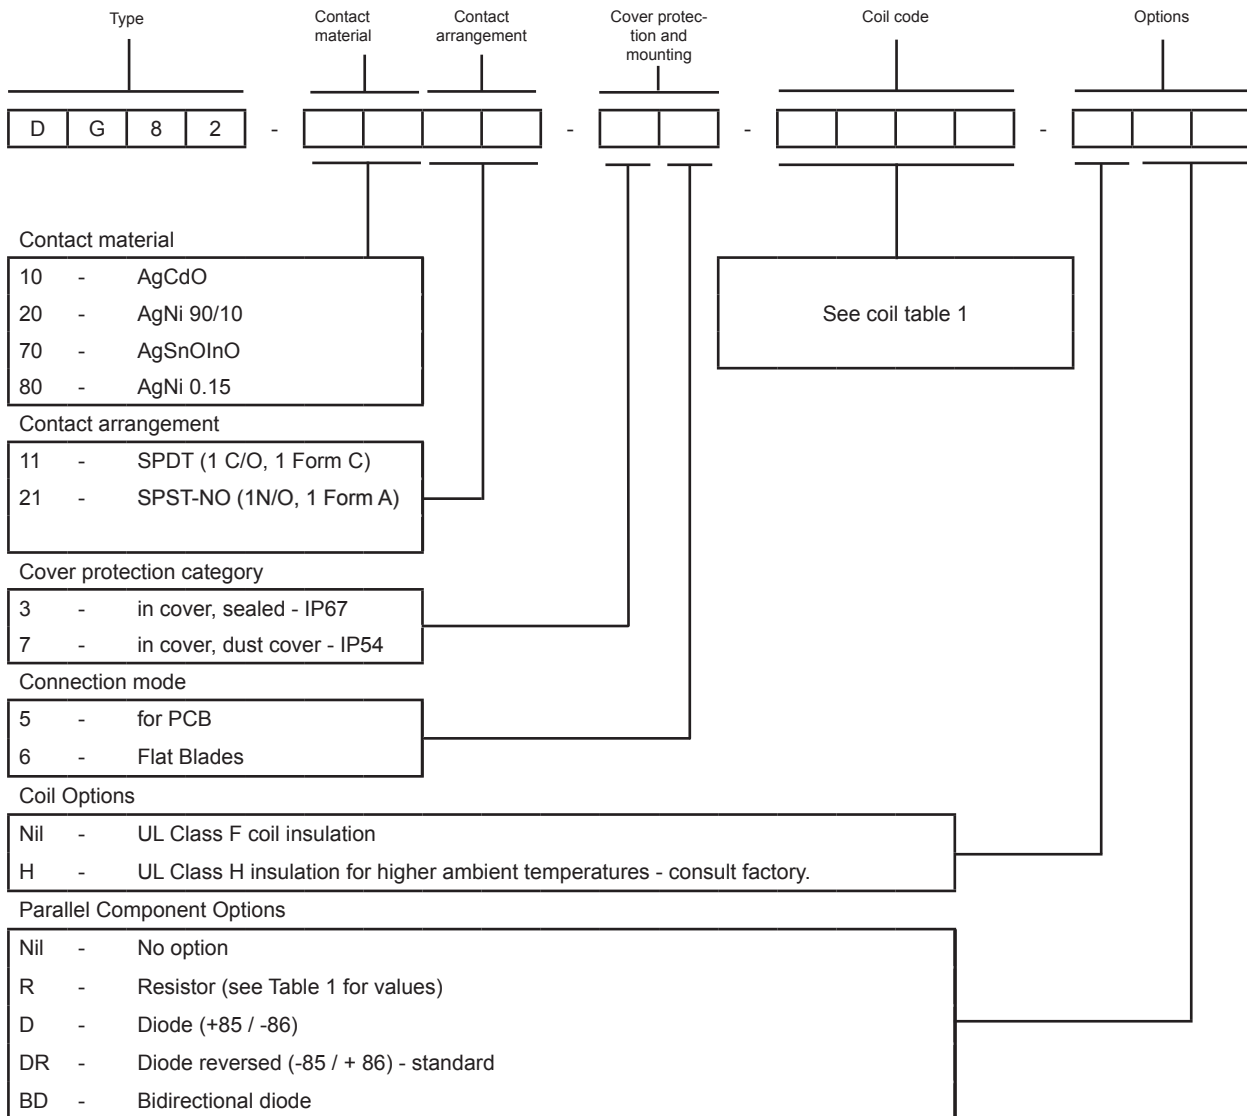 Type
Contact
material
Contact
arrangement
Cover protec-
tion and
mounting
Coil code
Options
D G 8 2 - - - -
Contact material
10 - AgCdO
20 - AgNi 90/10
70 - AgSnOInO
80 - AgNi 0.15
See coil table 1
Contact arrangement
11 - SPDT (1 C/O, 1 Form C)
21 - SPST-NO (1N/O, 1 Form A)
Cover protection category
3 - in cover, sealed - IP67
7 - in cover, dust cover - IP54
Connection mode
5 - for PCB
6 - Flat Blades
Coil Options
Nil - UL Class F coil insulation
H - UL Class H insulation for higher ambient temperatures - consult factory.
Parallel Component Options
Nil - No option
R - Resistor (see Table 1 for values)
D - Diode (+85 / -86)
DR - Diode reversed (-85 / + 86) - standard
BD - Bidirectional diode